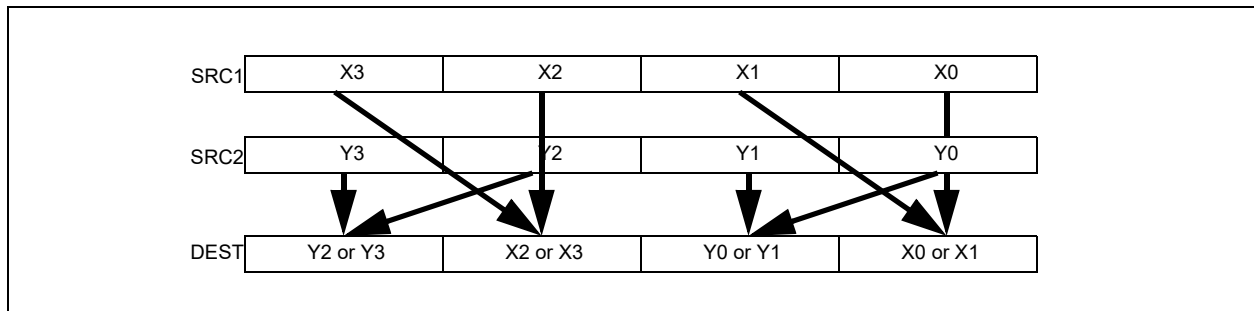 SRC1 X3 X2 X1 X0
SRC2 Y3 Y2 Y1 Y0
DEST Y2 or Y3 X2 or X3 Y0 or Y1 X0 or X1